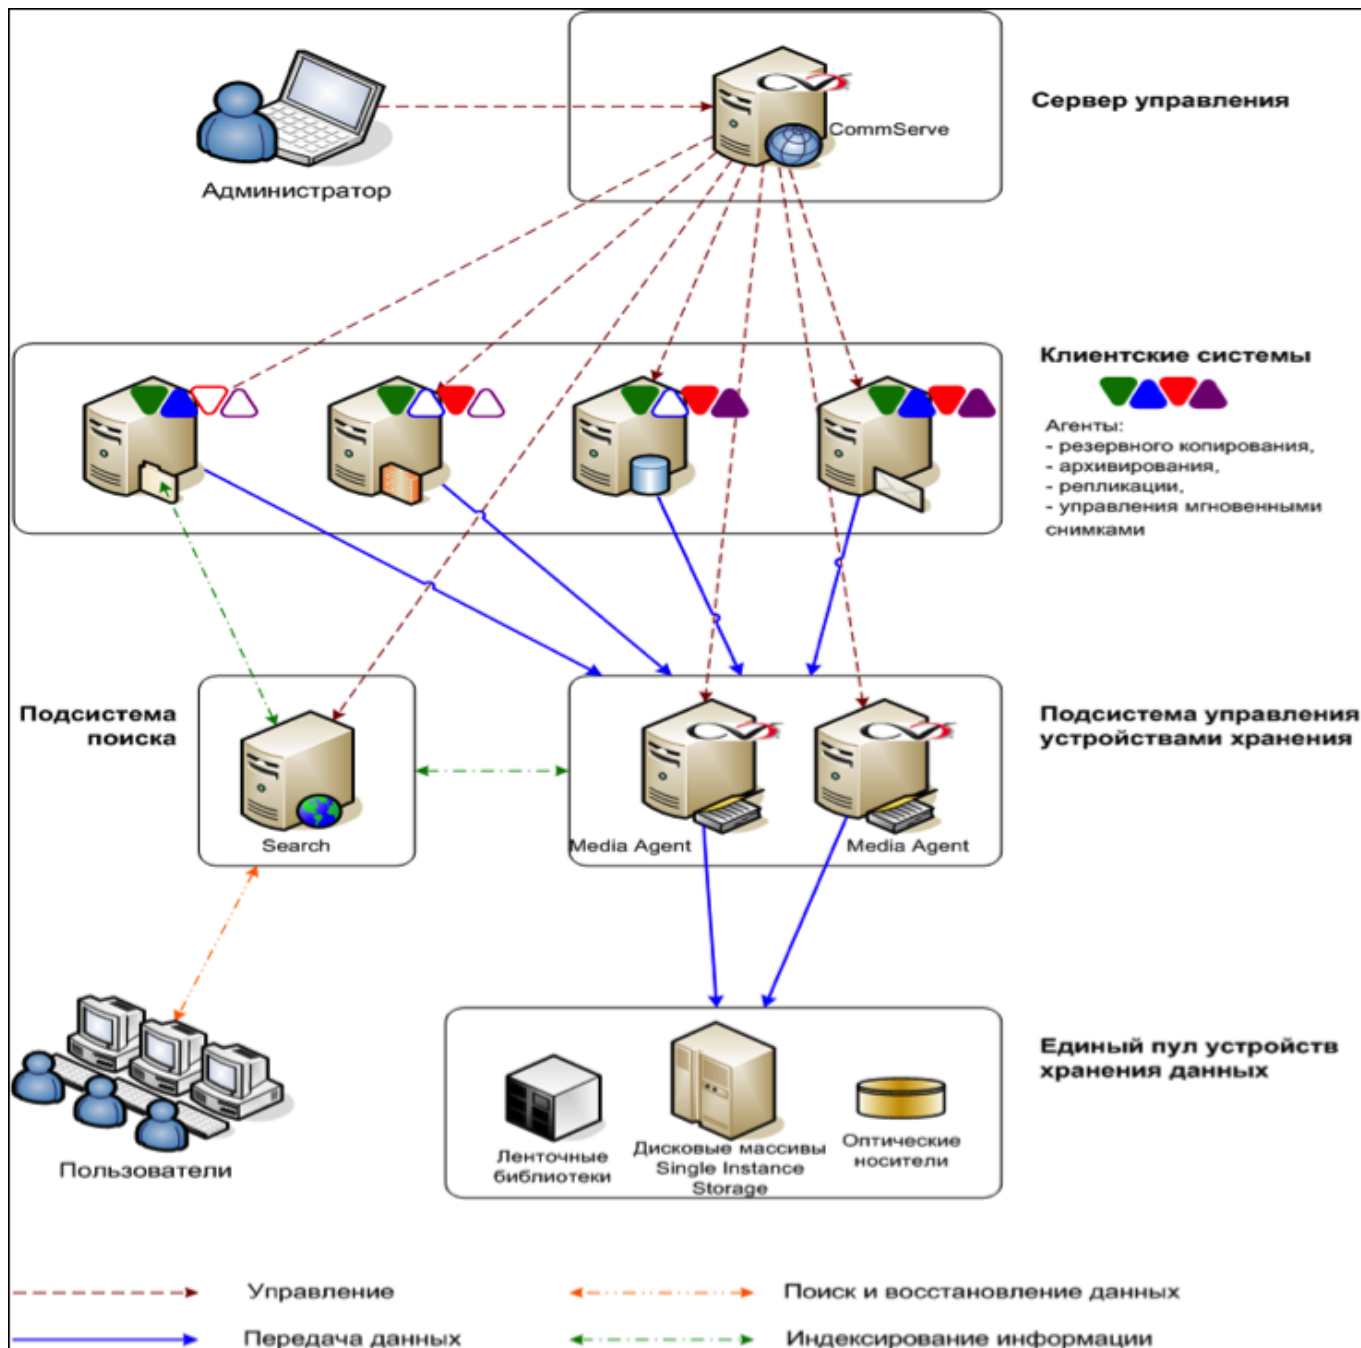 Сервер управления
CommServe
Администратор
Клиентские системы
Агенты:
- резервного копирования,
- архивирования,
- репликации,
- управления мгновенными
снимками
Подсистема
поиска
Search
Подсистема управления
устройствами хранения
Media Agent
Media Agent
Единый пул устройств
хранения данных
Ленточные
библиотеки
Дисковые массивы
Single Instance
Storage
Оптические
носители
Пользователи
Управление
Поиск и восстановление данных
Передача данных
Индексирование информации